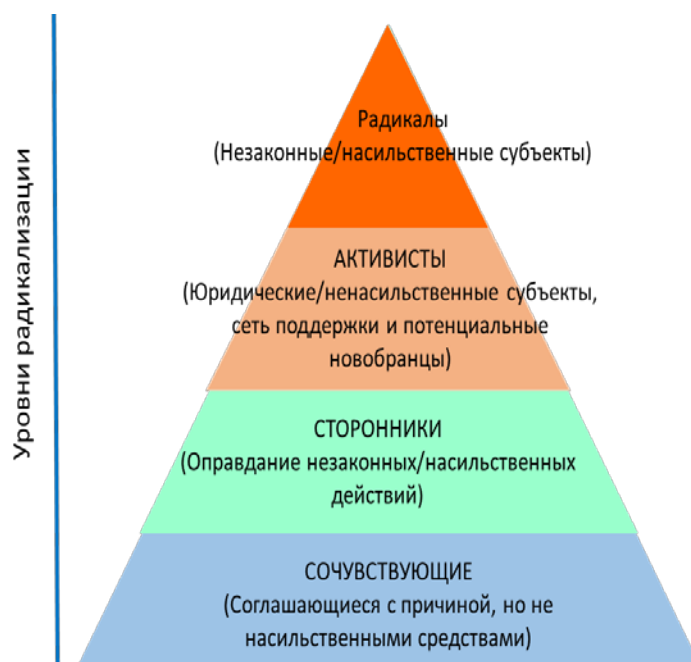 Уровни радикализации
Радикалы
(Незаконные/насильственные субъекты)
АКТИВИСТЫ
(Юридические/ненасильственные субъекты,
сеть поддержки и потенциальные
новобранцы)
СТОРОННИКИ
(Оправдание незаконных/насильственных
действий)
СОЧУВСТВУЮЩИЕ
(Соглашающиеся с причиной, но не
насильственными средствами)